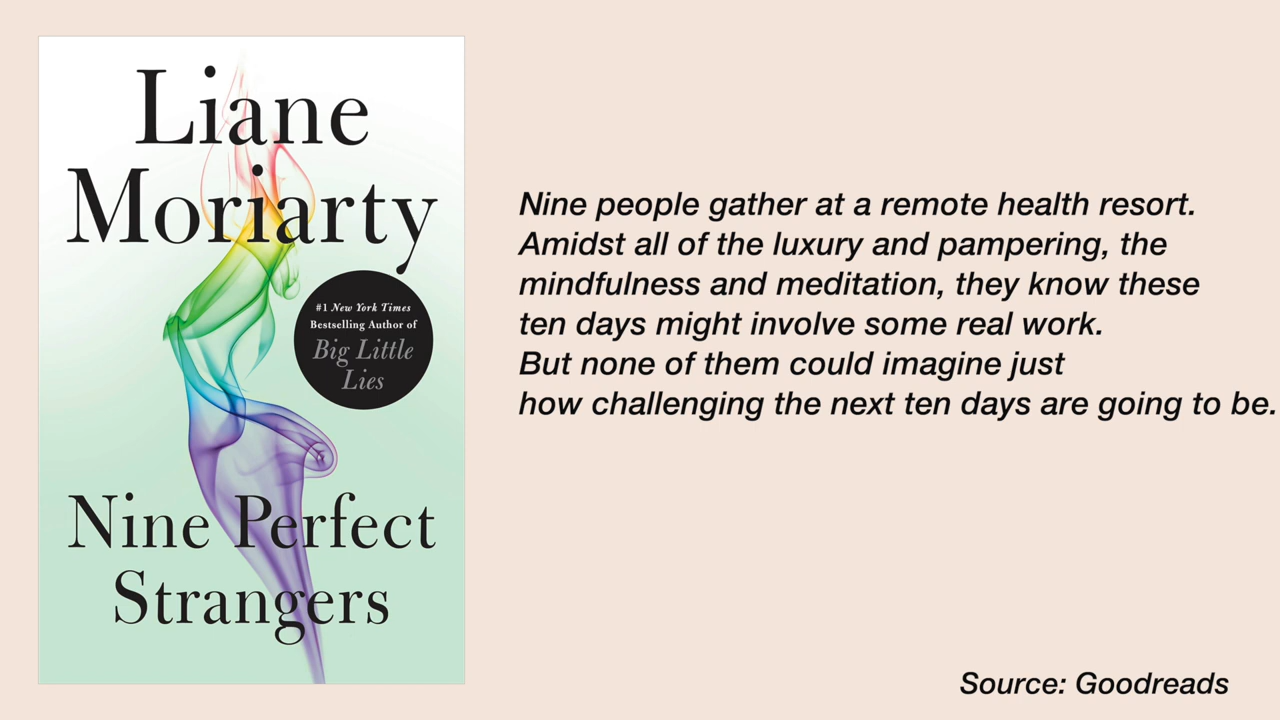 Liane
Moriarty
#1 New York Times
Bestselling Author of
Big Little
Lies
Nine Perfect
Strangers
Nine people gather at a remote health resort.
Amidst all of the luxury and pampering, the
mindfulness and meditation, they know these
ten days might involve some real work.
But none of them could imagine just
how challenging the next ten days are going to be.
Source: Goodreads